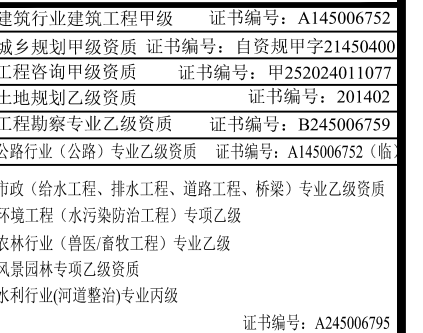 建筑行业建筑工程甲级 证书编号：A145006752
城乡规划甲级资质 证书编号：自资规甲字21450400
工程咨询甲级资质 证书编号：甲252024011077
土地规划乙级资质 证书编号：201402
工程勘察专业乙级资质 证书编号：B245006759
公路行业（公路）专业乙级资质 证书编号：A145006752（临）
市政（给水工程、排水工程、道路工程、桥梁）专业乙级资质
环境工程（水污染防治工程）专项乙级
农林行业（兽医/畜牧工程）专业乙级
风景园林专项乙级资质
水利行业(河道整治)专业丙级
证书编号：A245006795